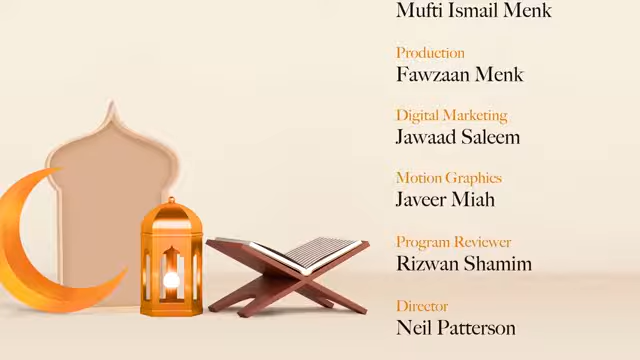 Mufti Ismail Menk
Production
Fawzaan Menk
Digital Marketing
Jawaad Saleem
Motion Graphics
Javeer Miah
Program Reviewer
Rizwan Shamim
Director
Neil Patterson